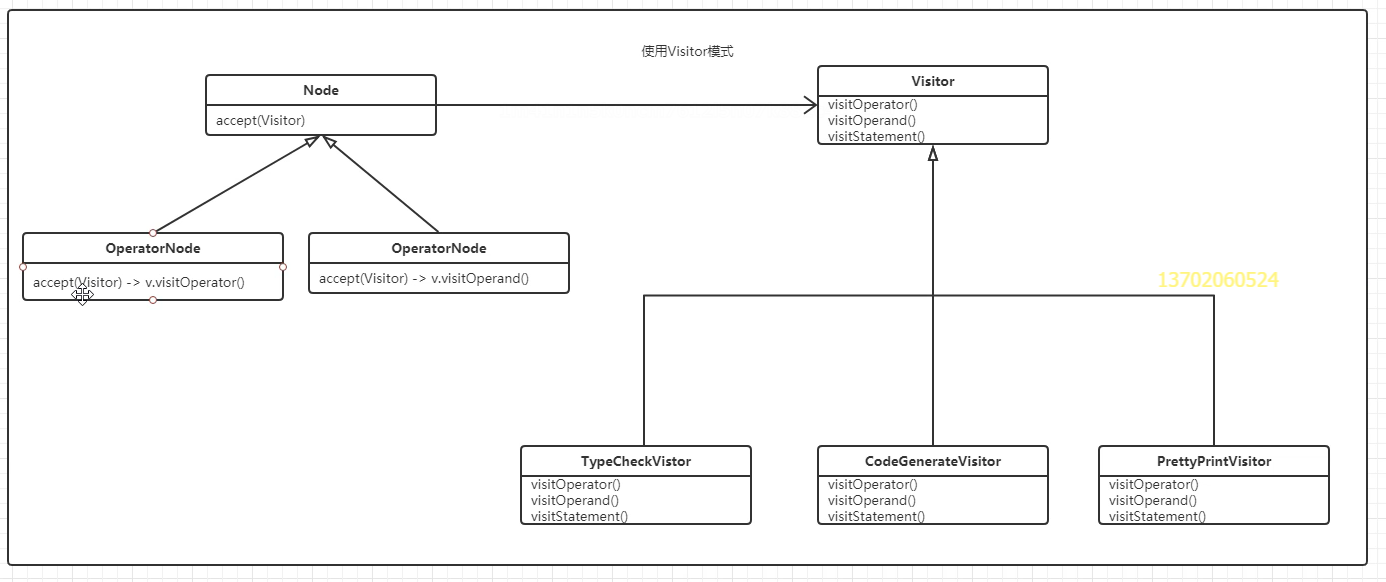 使用Visitor模式
Node
accept(Visitor)
Visitor
visitOperator()
visitOperand()
visitStatement()
OperatorNode
accept(Visitor) -> v.visitOperator()
OperatorNode
accept(Visitor) -> v.visitOperand()
13702060524
TypeCheckVistor
visitOperator()
visitOperand()
visitStatement()
CodeGenerateVisitor
visitOperator()
visitOperand()
visitStatement()
PrettyPrintVisitor
visitOperator()
visitOperand()
visitStatement()